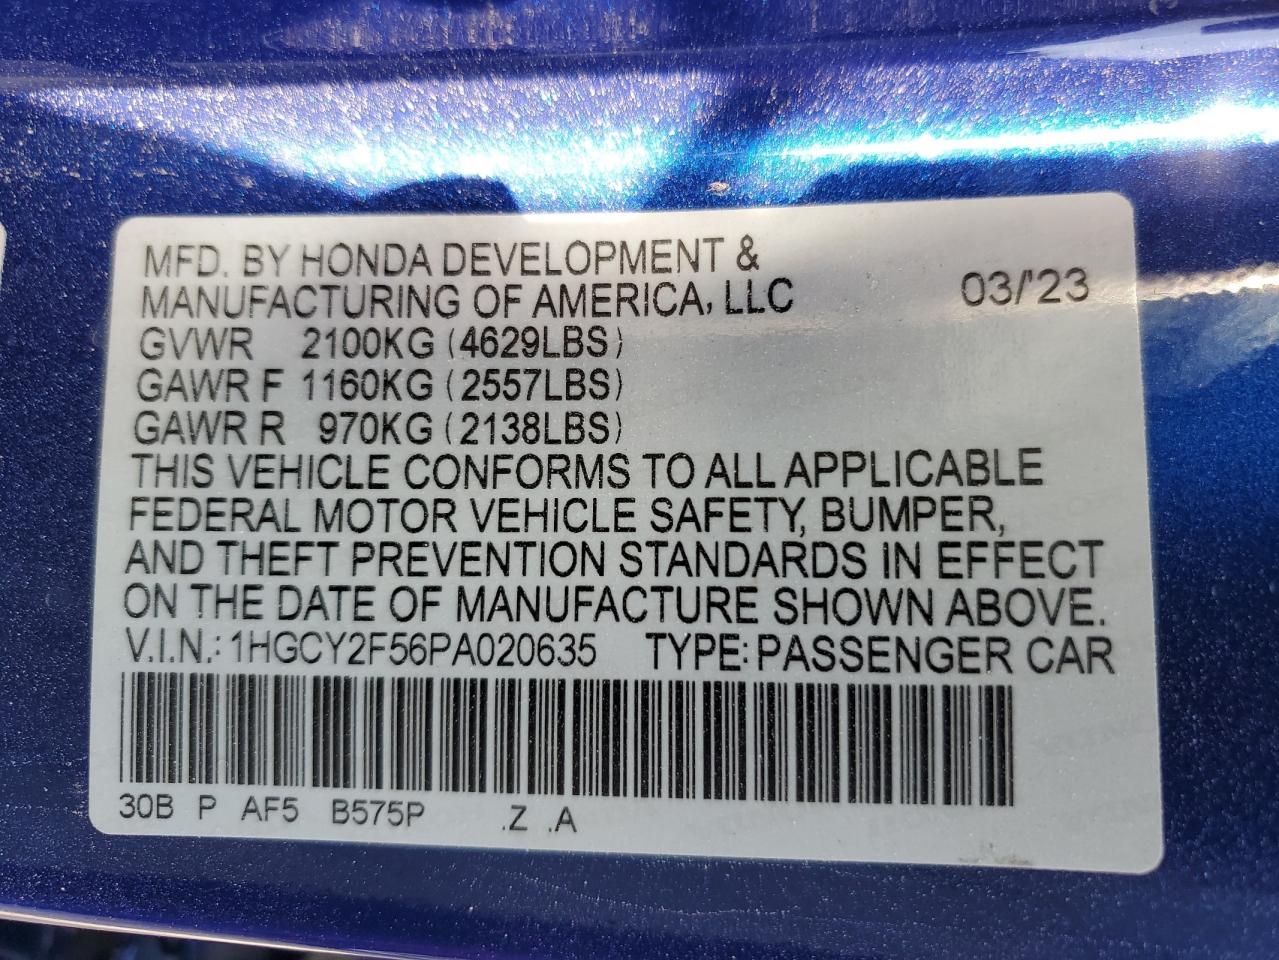 MFD. BY HONDA DEVELOPMENT &
MANUFACTURING OF AMERICA, LLC 03/'23
GVWR 2100KG (4629LBS)
GAWR F 1160KG (2557LBS)
GAWR R 970KG (2138LBS)
THIS VEHICLE CONFORMS TO ALL APPLICABLE
FEDERAL MOTOR VEHICLE SAFETY, BUMPER,
AND THEFT PREVENTION STANDARDS IN EFFECT
ON THE DATE OF MANUFACTURE SHOWN ABOVE.
V.I.N.: 1HGCY2F56PA020635 TYPE: PASSENGER CAR
30B P AF5 B575P .Z .A